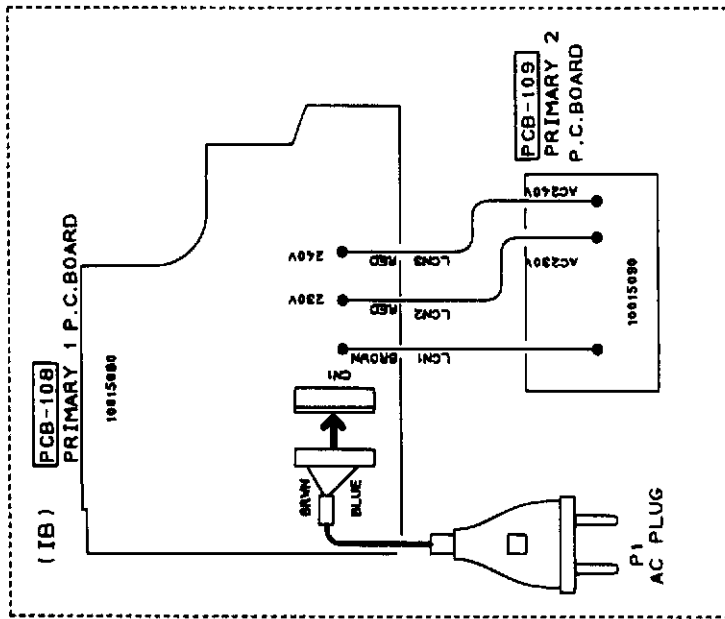 (IB)
PCB-108
PRIMARY 1 P.C.BOARD
10015080
PCB-109
PRIMARY 2
P.C.BOARD
240V
230V
RED
LCN3
RED
LCN2
BROWN
LCN1
AC240V
AC230V
10015090
CN1
BRWN
BLUE
P1
AC PLUG